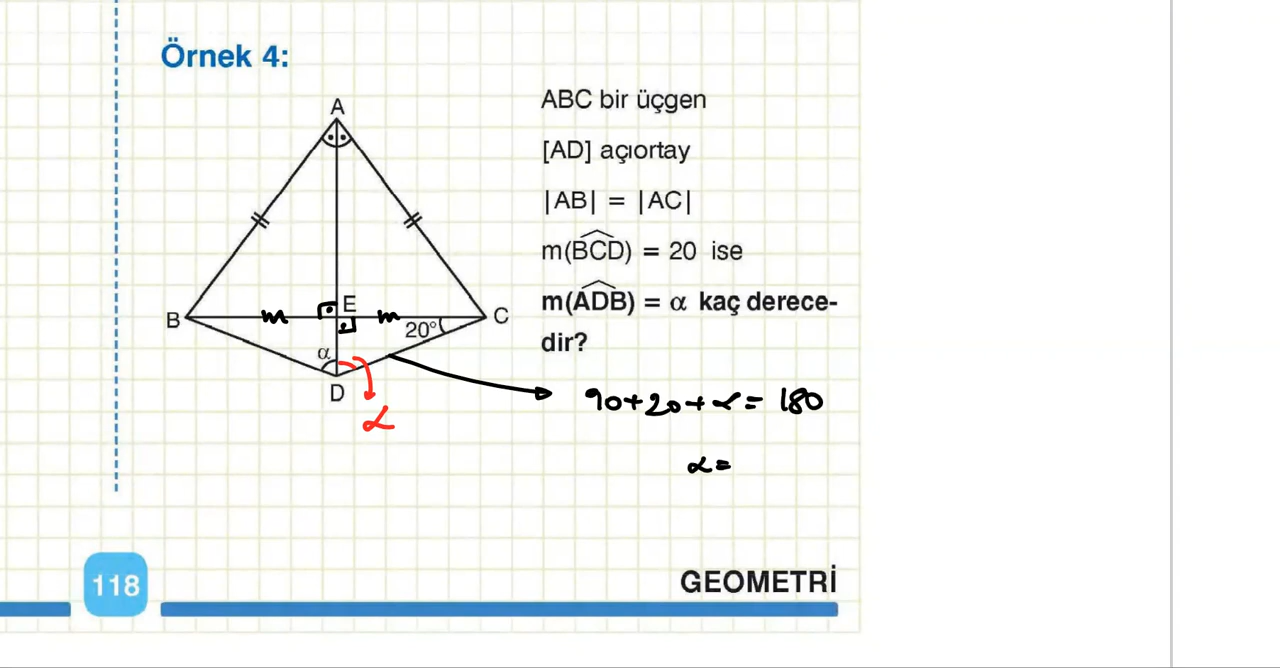 Örnek 4:
A
ABC bir üçgen
[AD] açıortay
|AB| = |AC|
m(BCD) = 20 ise
m(ADB) = α kaç derece-
dir?
B
m
E
m
20°
C
α
D
α
90+20+α= 180
α=
118
GEOMETRİ